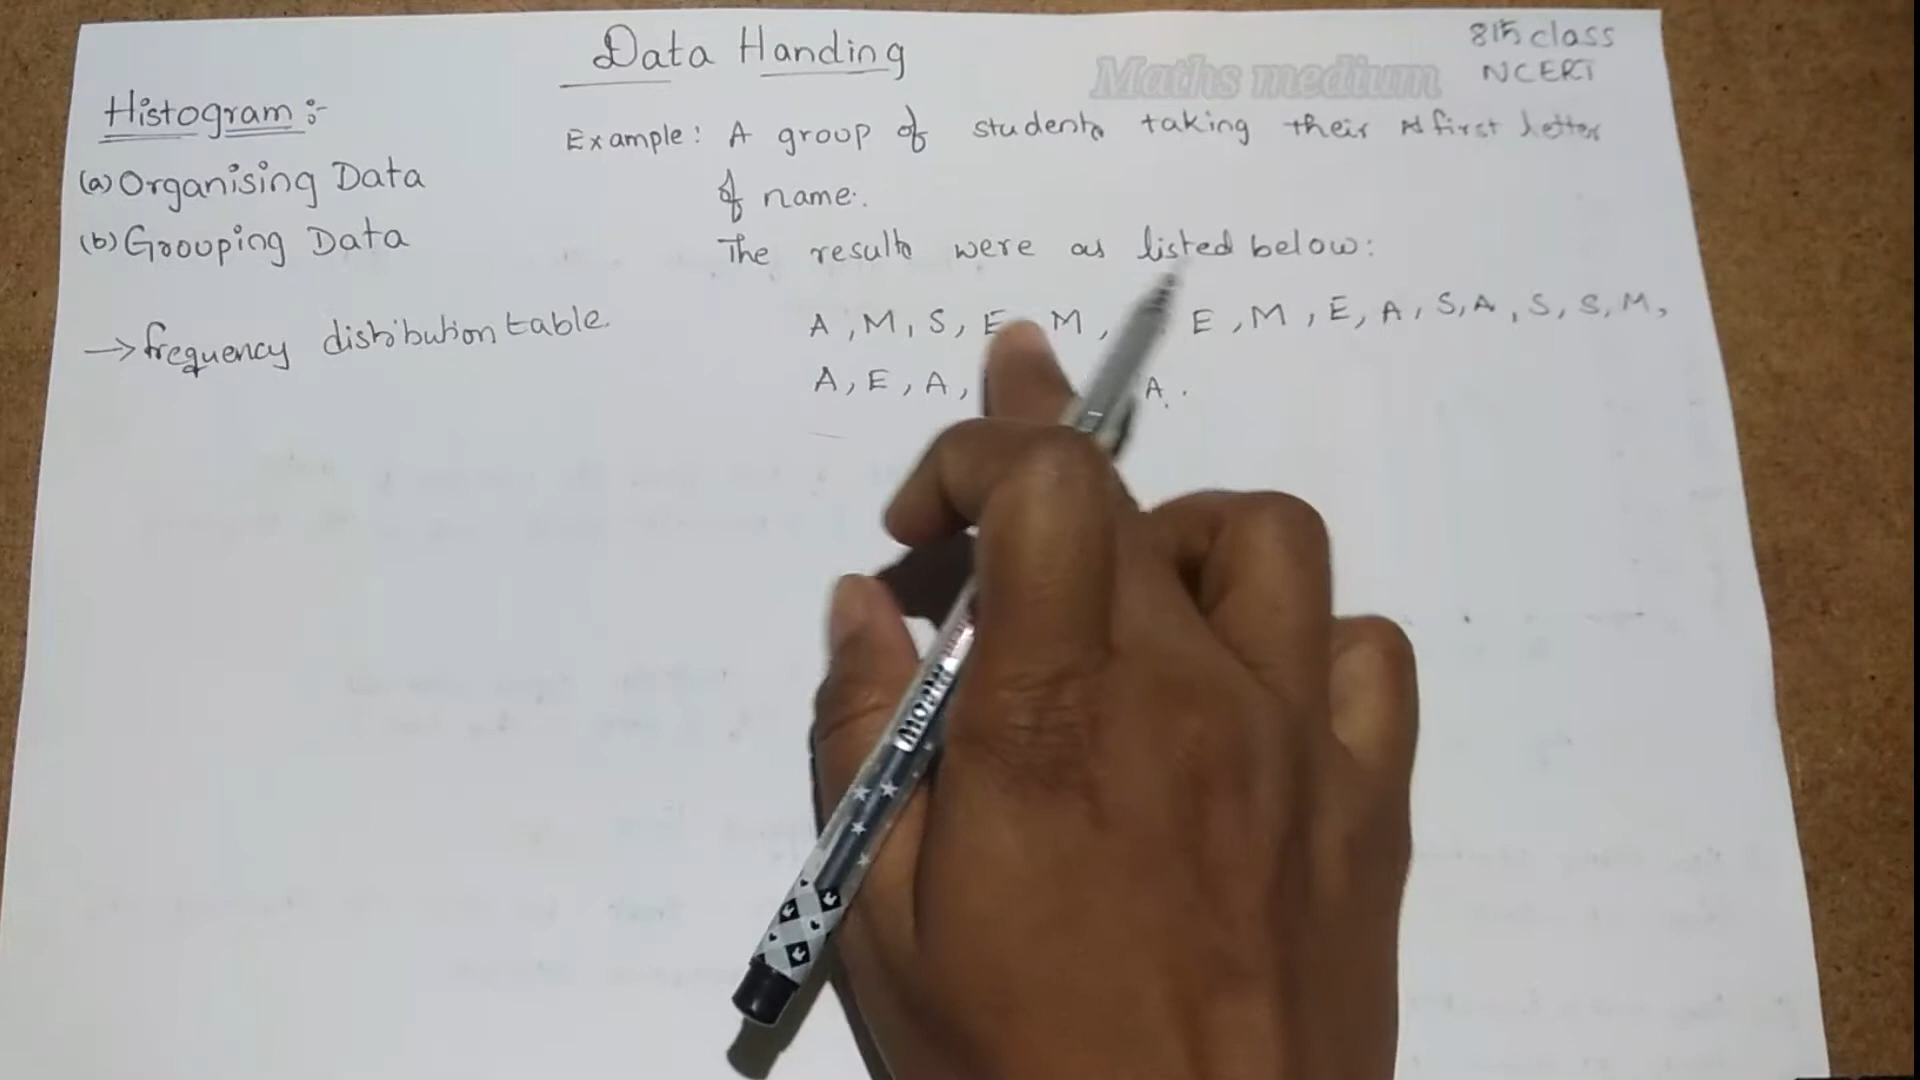 Data Handing
8th class
NCERT
Maths medium
Histogram :-
(a) Organising Data
(b) Grouping Data
→ frequency distribution table
Example: A group of students taking their first letter
of name.
The results were as listed below:
A, M, S, E, M, E, M, E, A, S, A, S, S, M,
A, E, A, A.